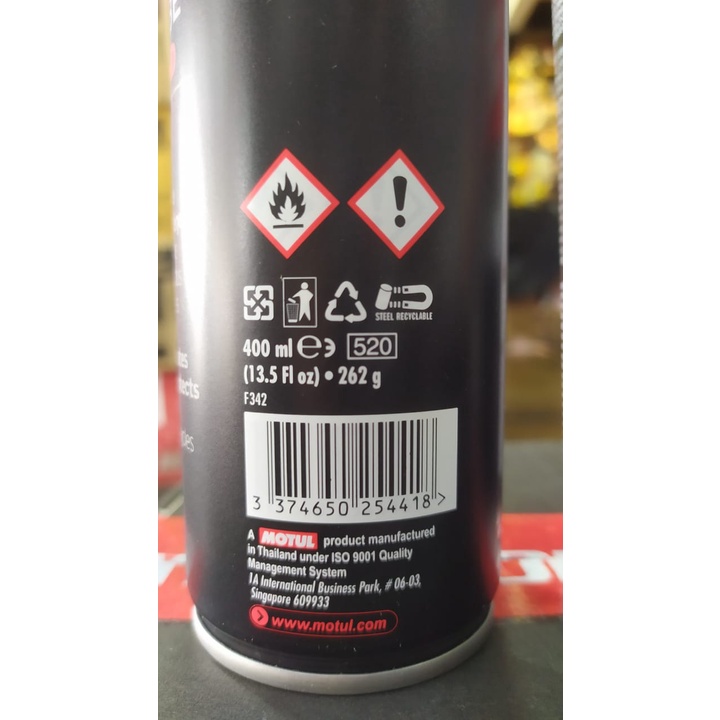 STEEL RECYCLABLE
400 ml e 3 520
(13.5 Fl oz) • 262 g
F342
3 374650 254418 >
A MOTUL product manufactured
in Thailand under ISO 9001 Quality
Management System
1A International Business Park, # 06-03,
Singapore 609933
www.motul.com